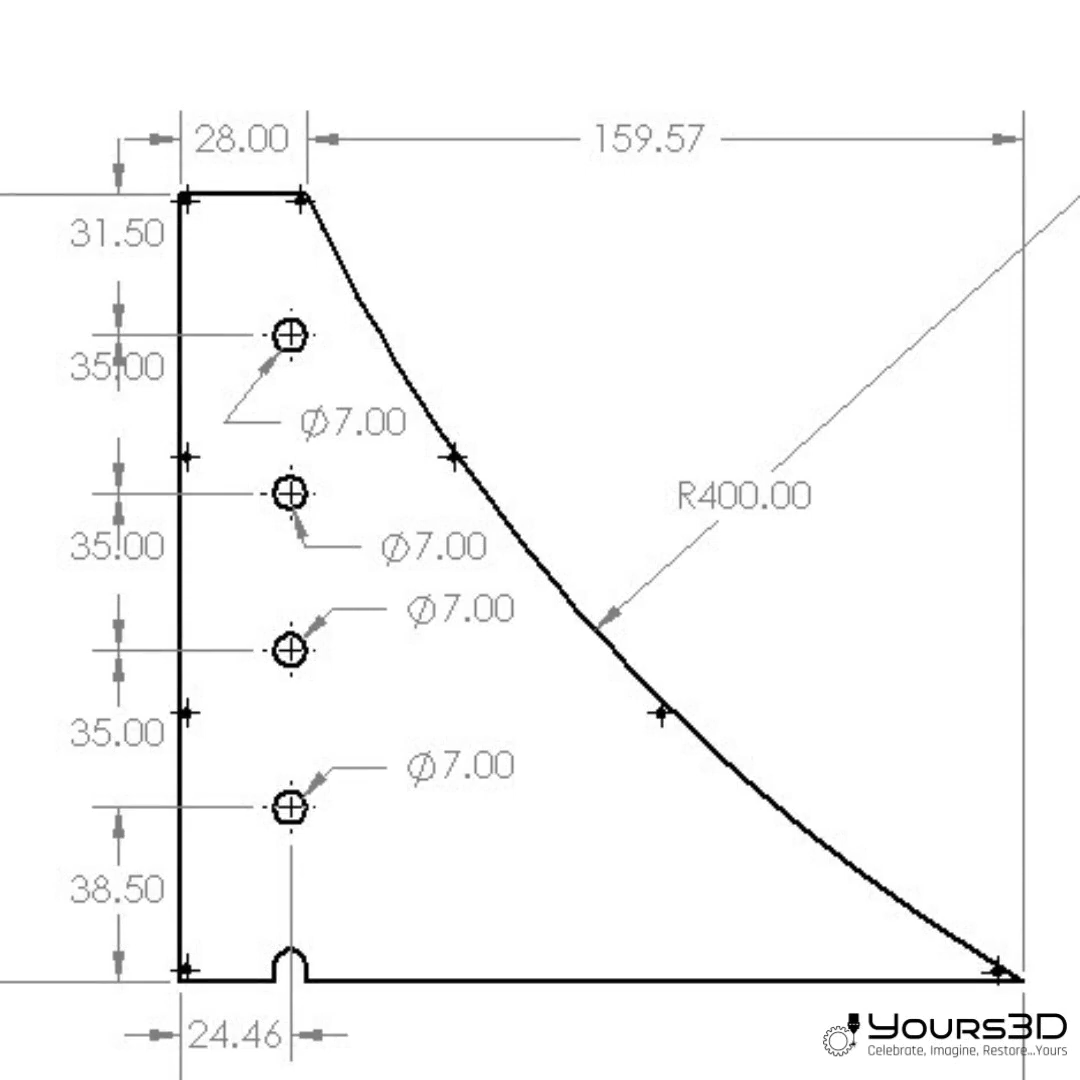 28.00
159.57
31.50
35.00
Ø7.00
R400.00
35.00
Ø7.00
Ø7.00
35.00
Ø7.00
38.50
24.46
Yours3D
Celebrate, Imagine, Restore...Yours